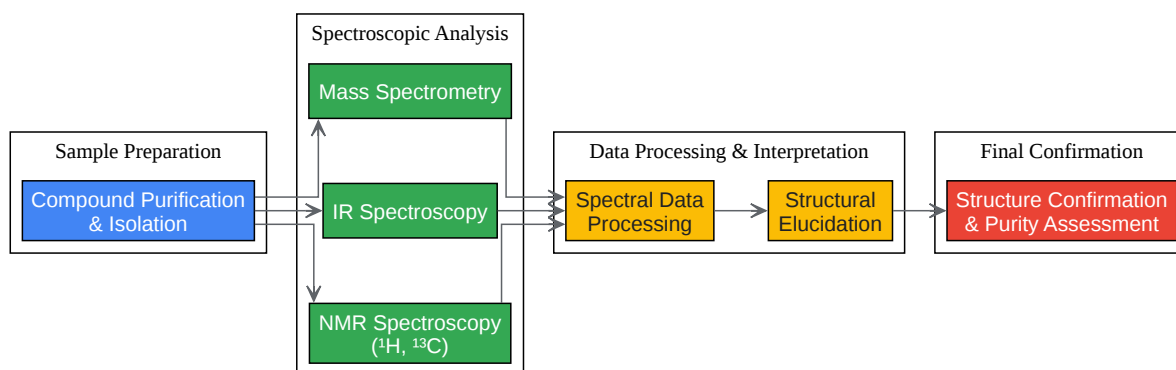 Sample Preparation
Compound Purification
& Isolation
Spectroscopic Analysis
Mass Spectrometry
IR Spectroscopy
NMR Spectroscopy
(¹H, ¹³C)
Data Processing & Interpretation
Spectral Data
Processing
Structural
Elucidation
Final Confirmation
Structure Confirmation
& Purity Assessment